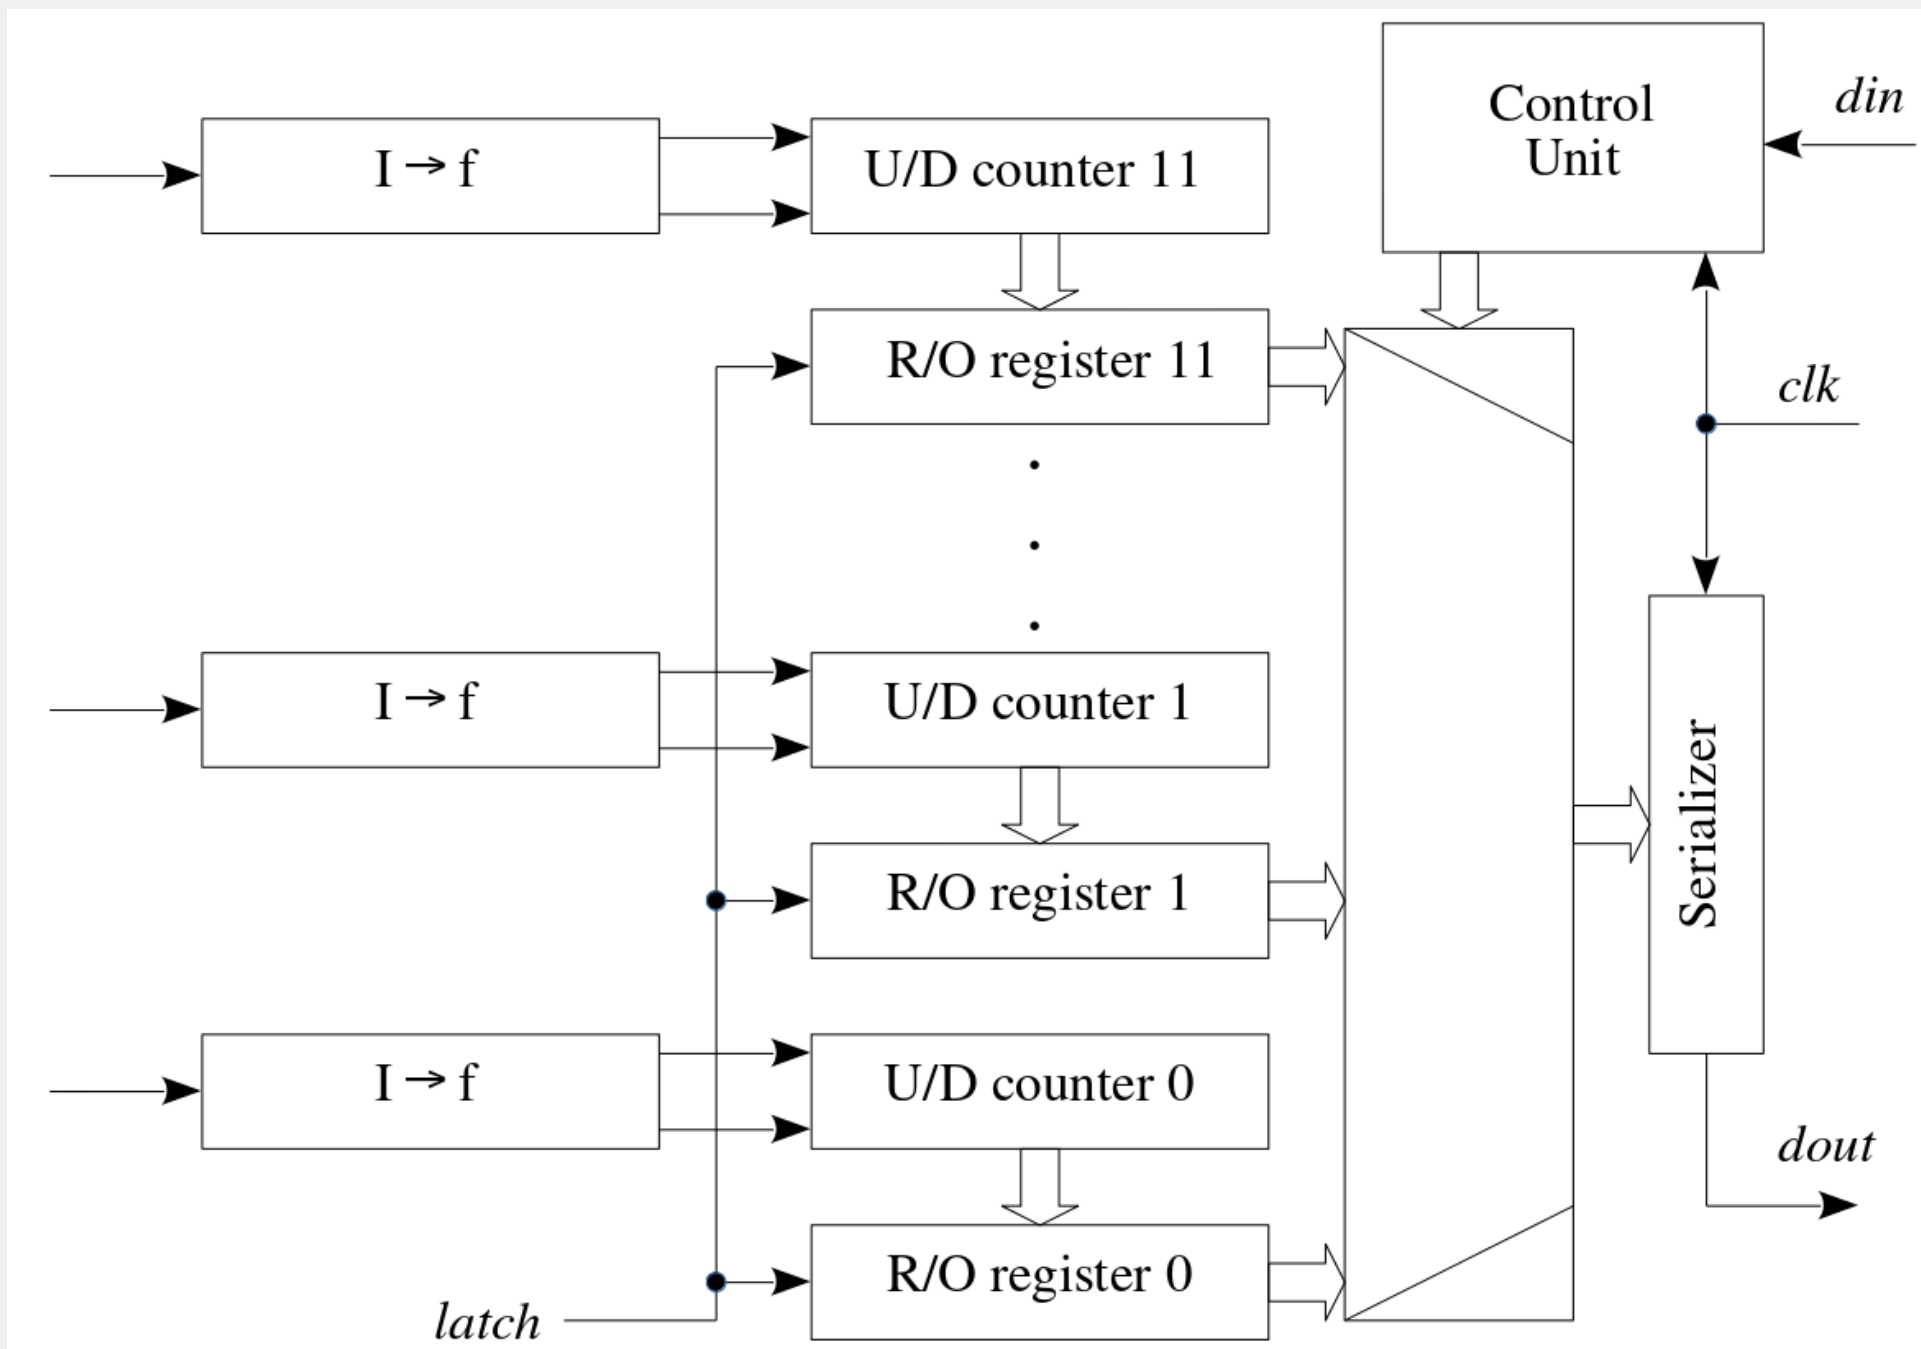 Control
Unit
din
I → f
U/D counter 11
R/O register 11
clk
I → f
U/D counter 1
R/O register 1
Serializer
I → f
U/D counter 0
dout
R/O register 0
latch